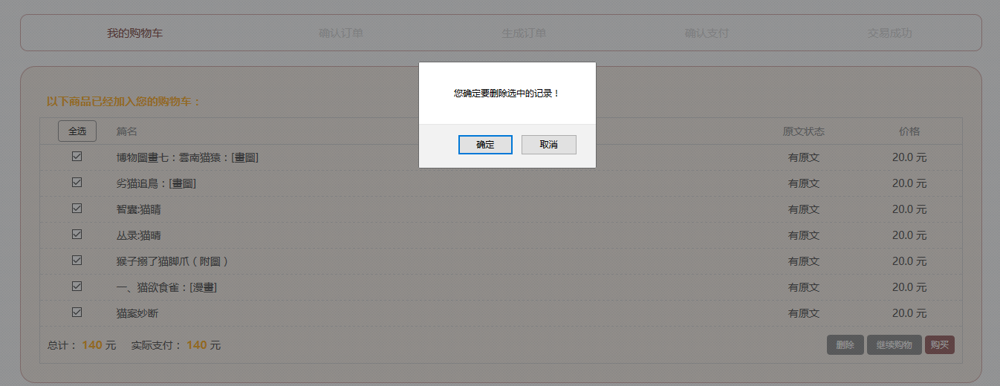 我的购物车 确认订单 生成订单 确认支付 交易成功
您确定要删除选中的记录！
确定 取消
以下商品已经加入您的购物车：
全选 篇名 原文状态 价格
博物圖畫七：雲南猫猿：[畫圖] 有原文 20.0 元
劣猫追鳥：[畫圖] 有原文 20.0 元
智囊:猫睛 有原文 20.0 元
丛录:猫晴 有原文 20.0 元
猴子搦了猫脚爪（附圖） 有原文 20.0 元
一、猫欲食雀：[漫畫] 有原文 20.0 元
猫案妙断 有原文 20.0 元
总计： 140 元 实际支付： 140 元 删除 继续购物 购买